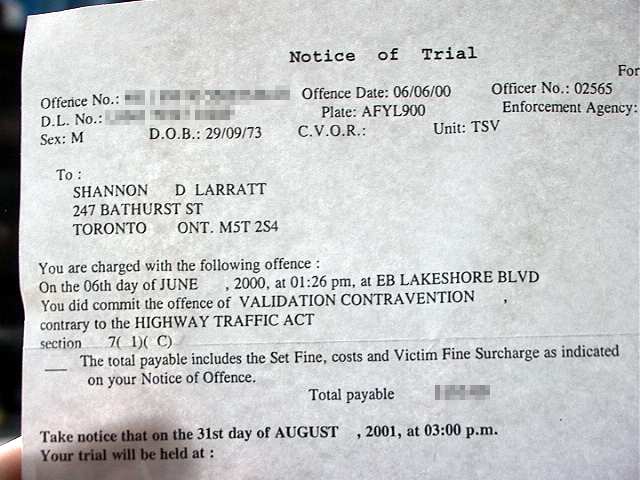 Notice of Trial
For
Offence No.: Offence Date: 06/06/00 Officer No.: 02565
D.L. No.: Plate: AFYL900 Enforcement Agency:
Sex: M D.O.B.: 29/09/73 C.V.O.R.: Unit: TSV
To :
SHANNON D LARRATT
247 BATHURST ST
TORONTO ONT. M5T 2S4
You are charged with the following offence :
On the 06th day of JUNE , 2000, at 01:26 pm, at EB LAKESHORE BLVD
You did commit the offence of VALIDATION CONTRAVENTION ,
contrary to the HIGHWAY TRAFFIC ACT
section 7( 1)( C)
The total payable includes the Set Fine, costs and Victim Fine Surcharge as indicated
on your Notice of Offence.
Total payable
Take notice that on the 31st day of AUGUST , 2001, at 03:00 p.m.
Your trial will be held at :